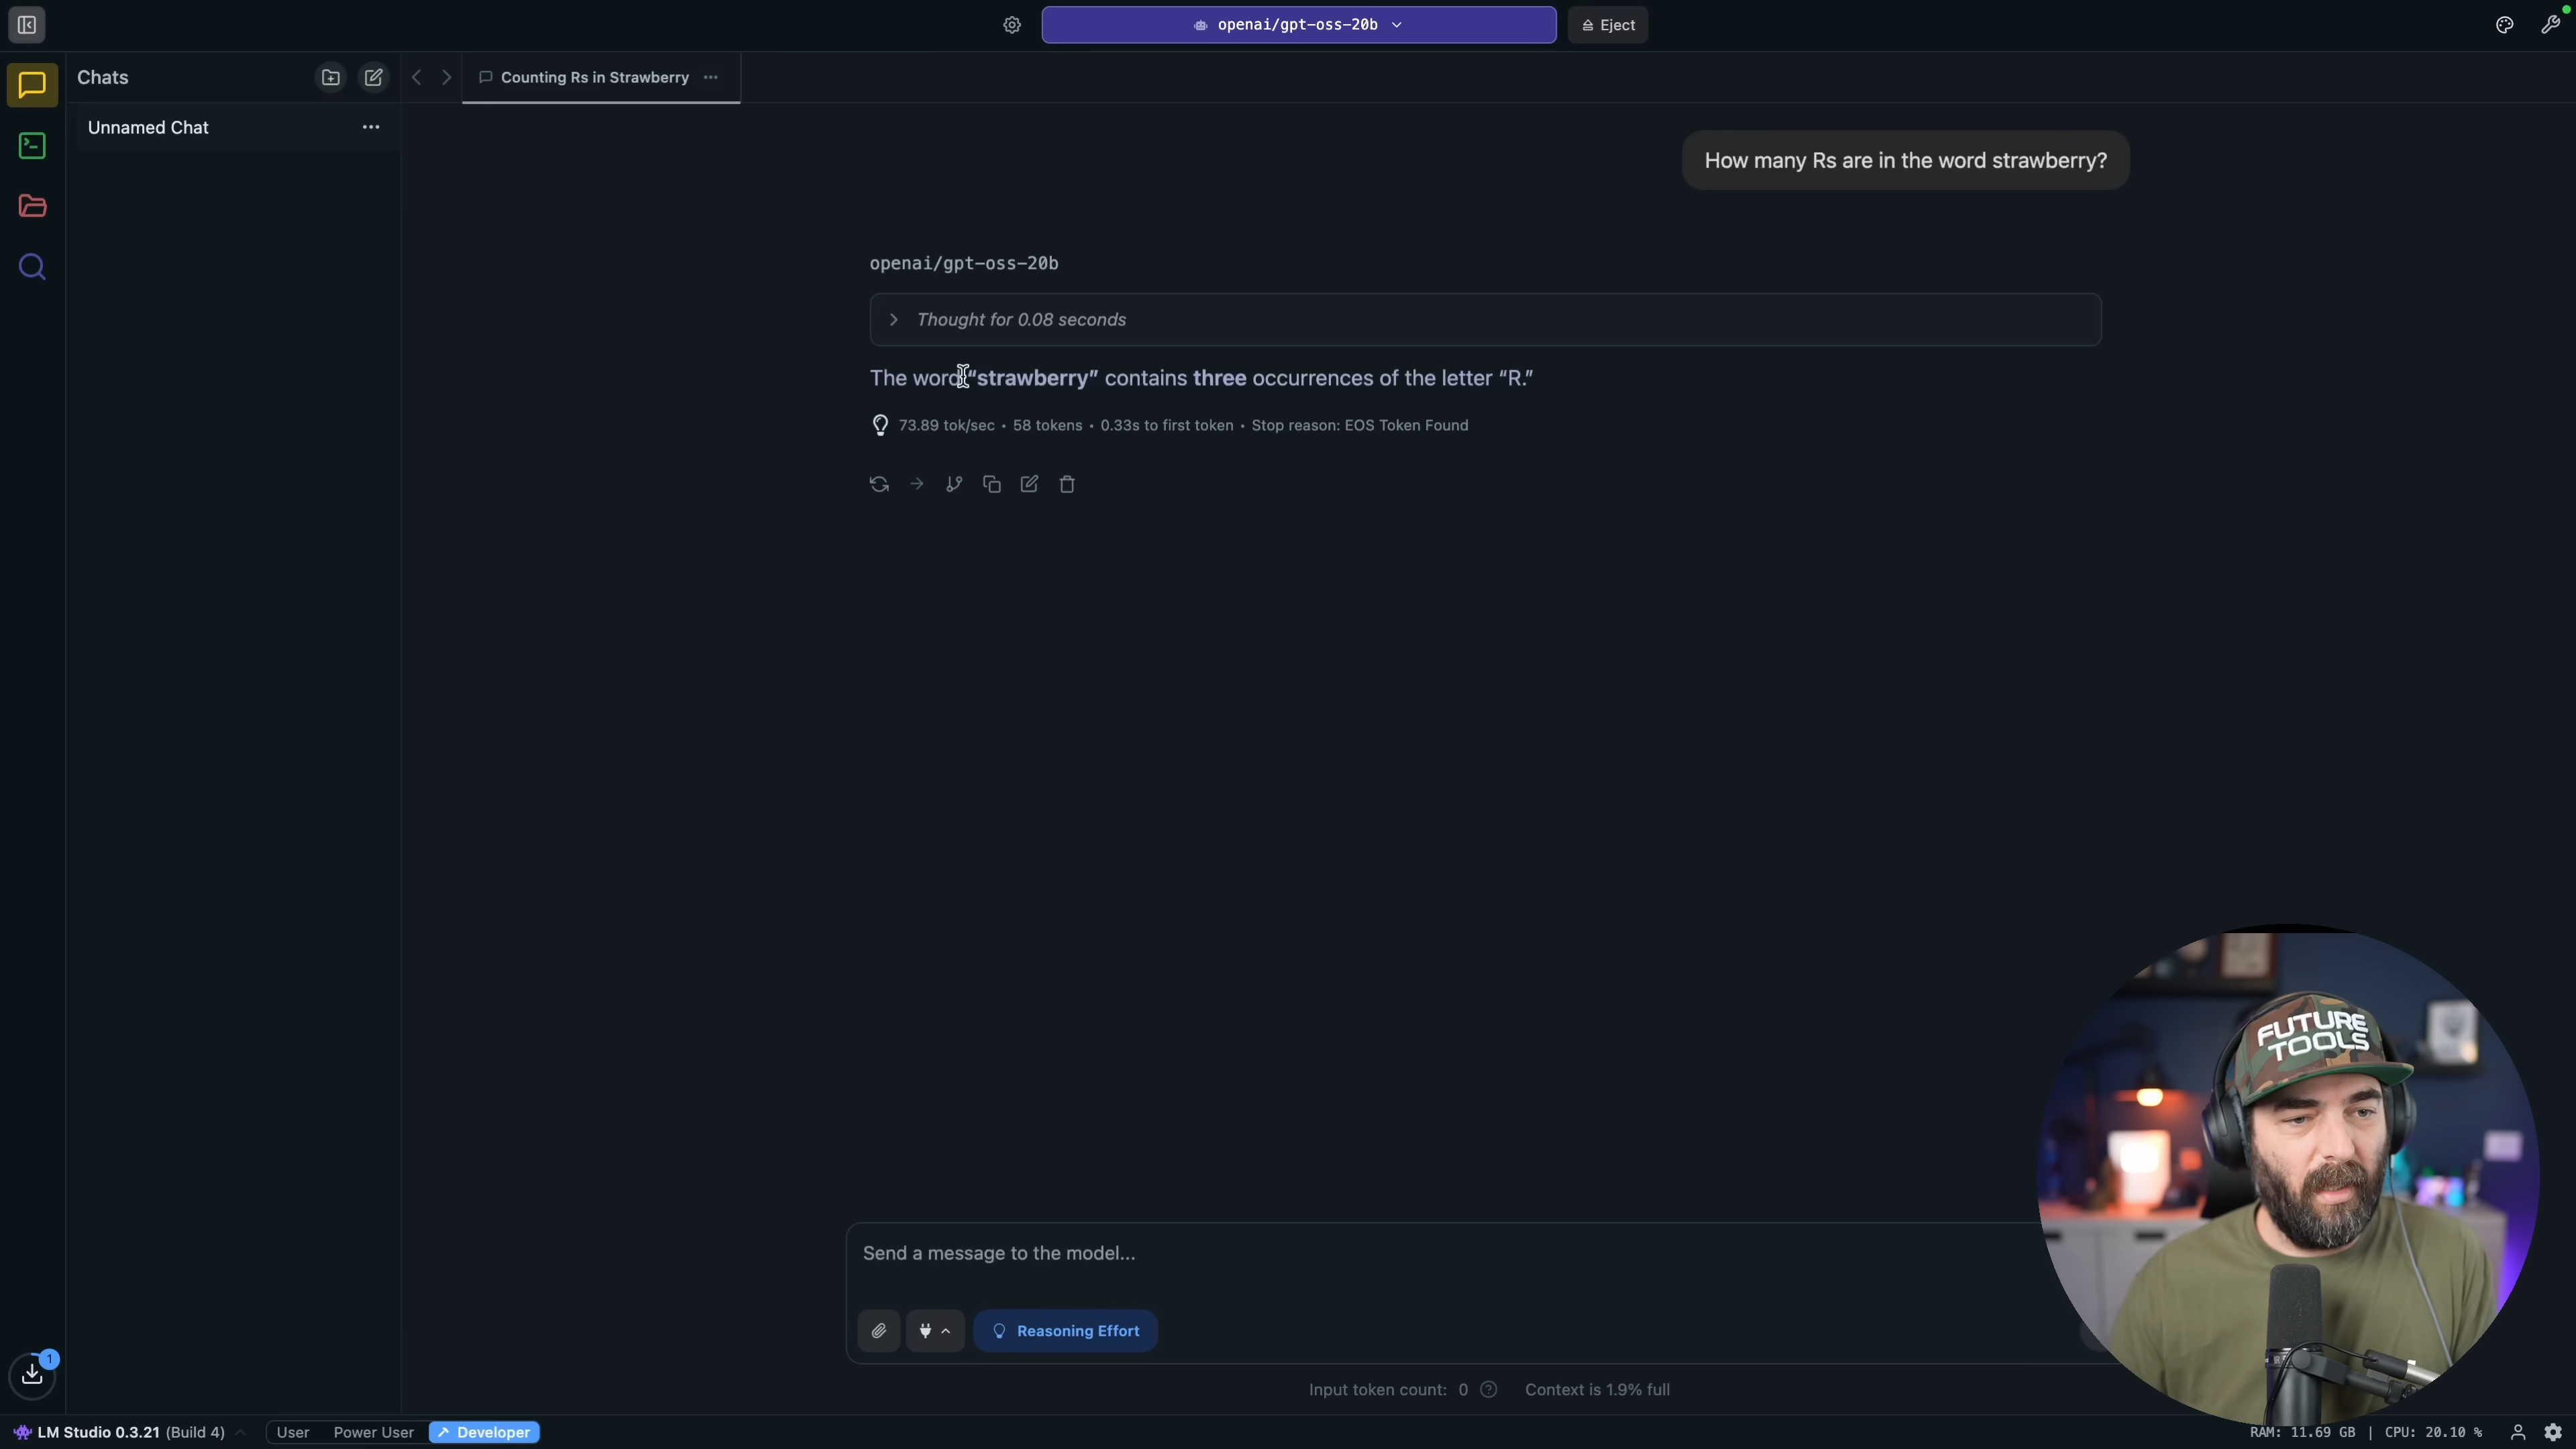 openai/gpt-oss-20b
Eject
Chats
Counting Rs in Strawberry
Unnamed Chat
How many Rs are in the word strawberry?
openai/gpt-oss-20b
Thought for 0.08 seconds
The word “strawberry” contains three occurrences of the letter “R.”
73.89 tok/sec • 58 tokens • 0.33s to first token • Stop reason: EOS Token Found
FUTURE
TOOLS
Send a message to the model...
Reasoning Effort
1
Input token count: 0 ? Context is 1.9% full
LM Studio 0.3.21 (Build 4) User Power User Developer RAM: 11.69 GB | CPU: 20.10 %